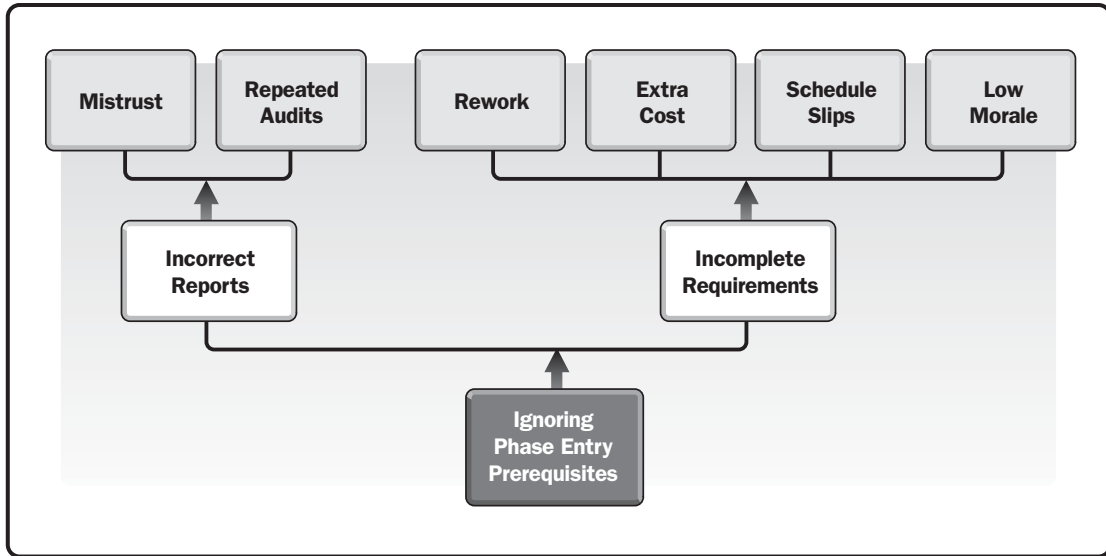 Mistrust
Repeated
Audits
Rework
Extra
Cost
Schedule
Slips
Low
Morale
Incorrect
Reports
Incomplete
Requirements
Ignoring
Phase Entry
Prerequisites